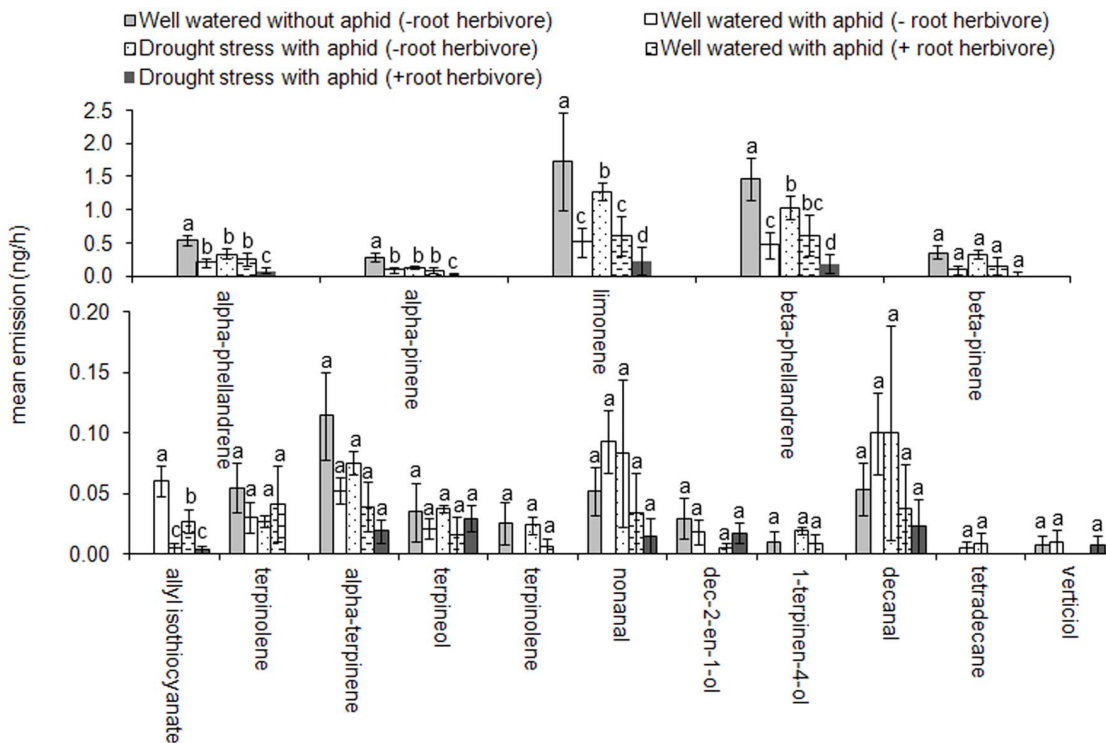 Well watered without aphid (-root herbivore)
Well watered with aphid (- root herbivore)
Drought stress with aphid (-root herbivore)
Well watered with aphid (+ root herbivore)
Drought stress with aphid (+root herbivore)
mean emission (ng/h)
2.5
2.0
1.5
1.0
0.5
0.0
a b b b c
a b b b c
a c b c d
a c b bc d
a a a a a
alpha-phellandrene
alpha-pinene
limonene
beta-phellandrene
beta-pinene
0.20
0.15
0.10
0.05
0.00
a c b c
a a a a
a a a a a
a a a a a
a a a
a a a a a
a a a a
a a a
a a a a a
a a
a a a
allyl isothiocyanate
terpinolene
alpha-terpinene
terpineol
terpinolene
nonanal
dec-2-en-1-ol
1-terpinen-4-ol
decanal
tetradecane
verticiol